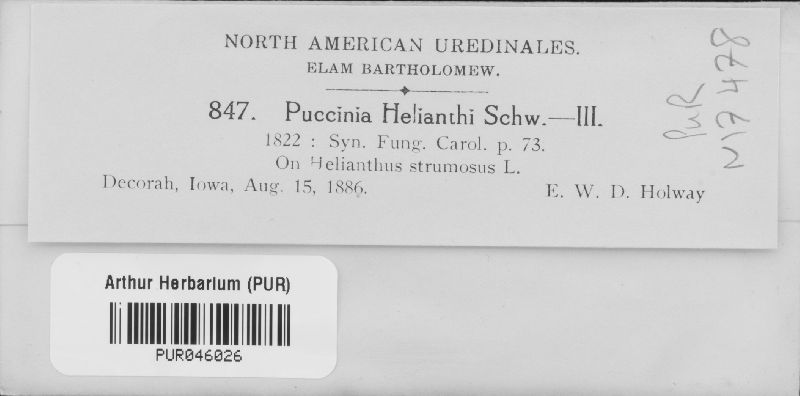 NORTH AMERICAN UREDINALES.
ELAM BARTHOLOMEW.
847. Puccinia Helianthi Schw.—III.
1822 : Syn. Fung. Carol. p. 73.
On Helianthus strumosus L.
Decorah, Iowa, Aug. 15, 1886. E. W. D. Holway
PUR
N17478
Arthur Herbarium (PUR)
PUR046026